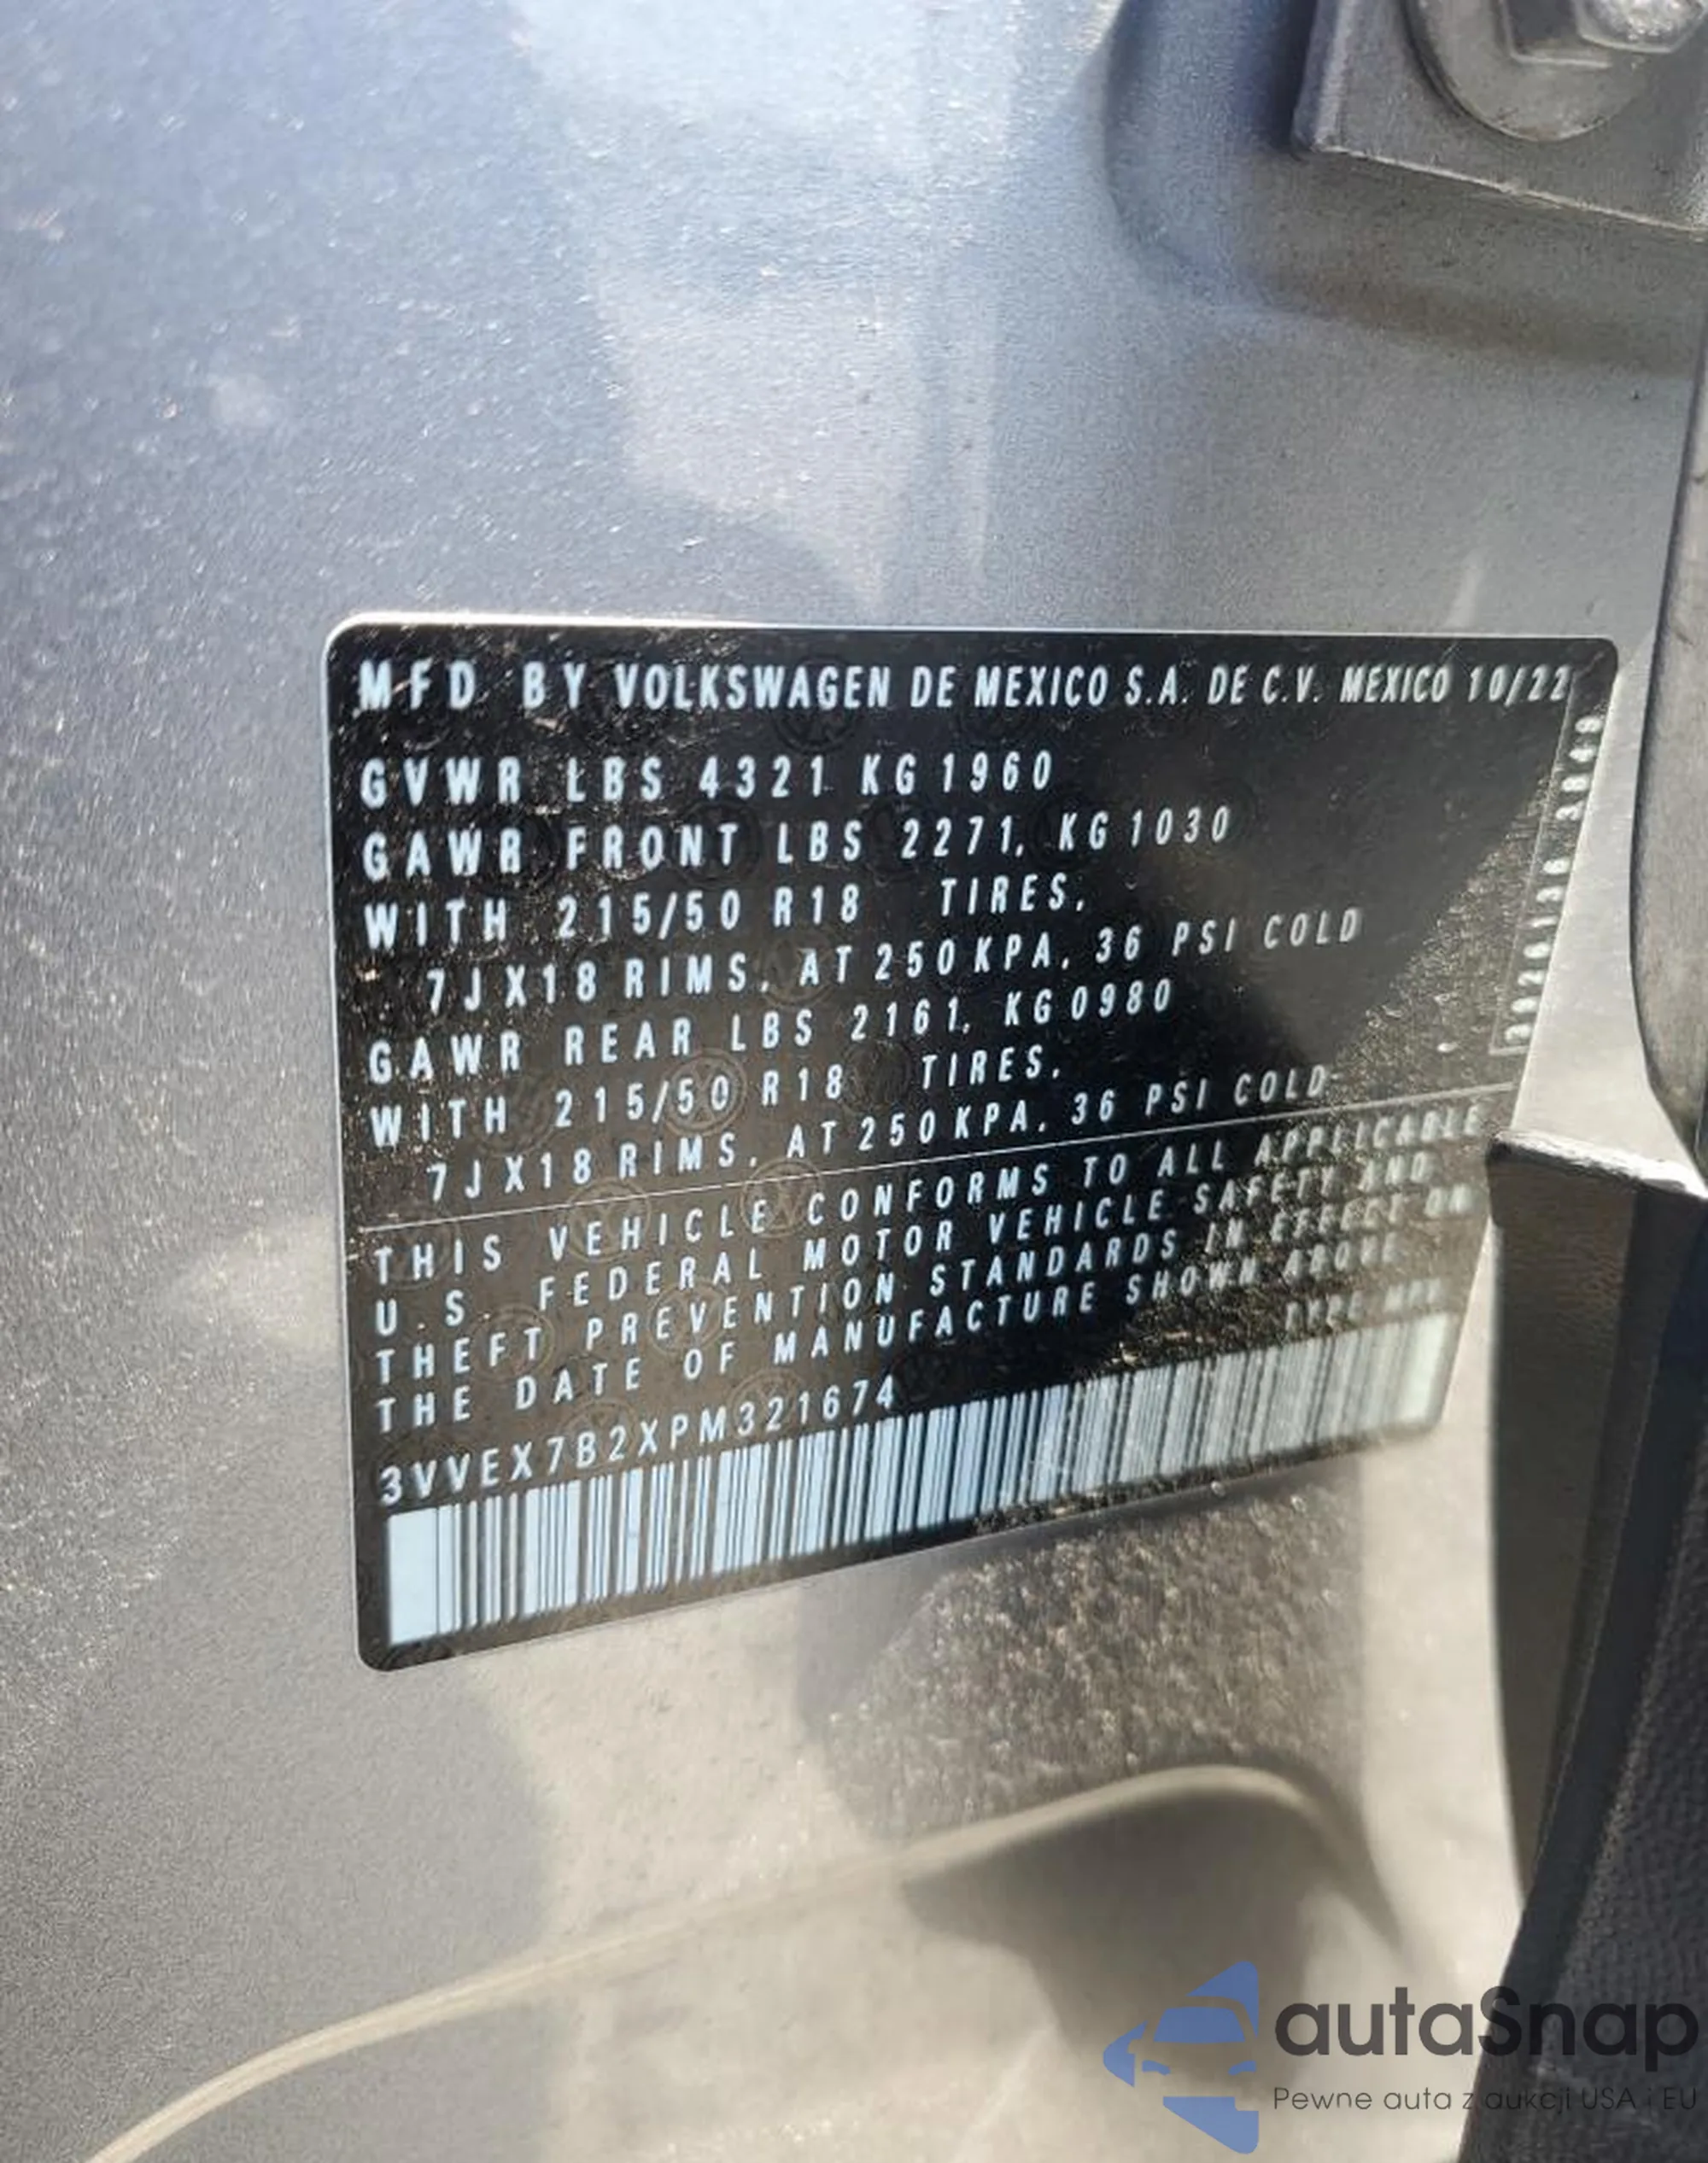 MFD BY VOLKSWAGEN DE MEXICO S.A. DE C.V. MEXICO 10/22
GVWR LBS 4321 KG 1960
GAWR FRONT LBS 2271, KG 1030
WITH 215/50 R18 TIRES,
7JX18 RIMS, AT 250 KPA, 36 PSI COLD
GAWR REAR LBS 2161, KG 0980
WITH 215/50 R18 TIRES,
7JX18 RIMS, AT 250 KPA, 36 PSI COLD
THIS VEHICLE CONFORMS TO ALL APPLICABLE
U.S. FEDERAL MOTOR VEHICLE SAFETY AND
THEFT PREVENTION STANDARDS IN EFFECT ON
THE DATE OF MANUFACTURE SHOWN ABOVE
TYPE MPV
3VVEX7B2XPM321674
autaSnap
Pewne auta z aukcji USA i EU